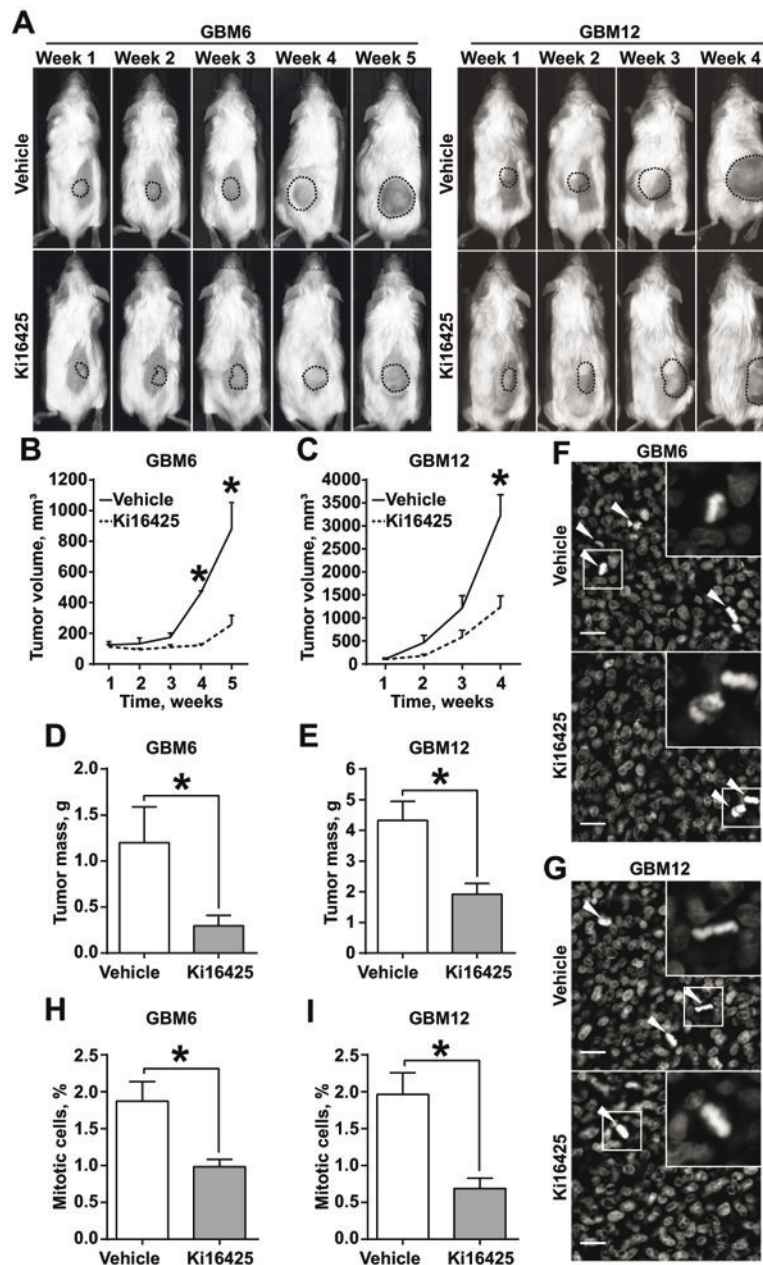 A
GBM6
GBM12
Week 1 Week 2 Week 3 Week 4 Week 5
Week 1 Week 2 Week 3 Week 4
Vehicle
Ki16425
B
GBM6
Tumor volume, mm³
1200
1000
800
600
400
200
0
Vehicle
Ki16425
*
*
1 2 3 4 5
Time, weeks
C
GBM12
Tumor volume, mm³
4000
3500
3000
2500
2000
1500
1000
500
0
Vehicle
Ki16425
*
1 2 3 4
Time, weeks
D
GBM6
Tumor mass, g
2.0
1.5
1.0
0.5
0.0
*
Vehicle Ki16425
E
GBM12
Tumor mass, g
6
5
4
3
2
1
0
*
Vehicle Ki16425
F
GBM6
Vehicle
Ki16425
G
GBM12
Vehicle
Ki16425
H
GBM6
Mitotic cells, %
2.5
2.0
1.5
1.0
0.5
0.0
*
Vehicle Ki16425
I
GBM12
Mitotic cells, %
2.5
2.0
1.5
1.0
0.5
0.0
*
Vehicle Ki16425